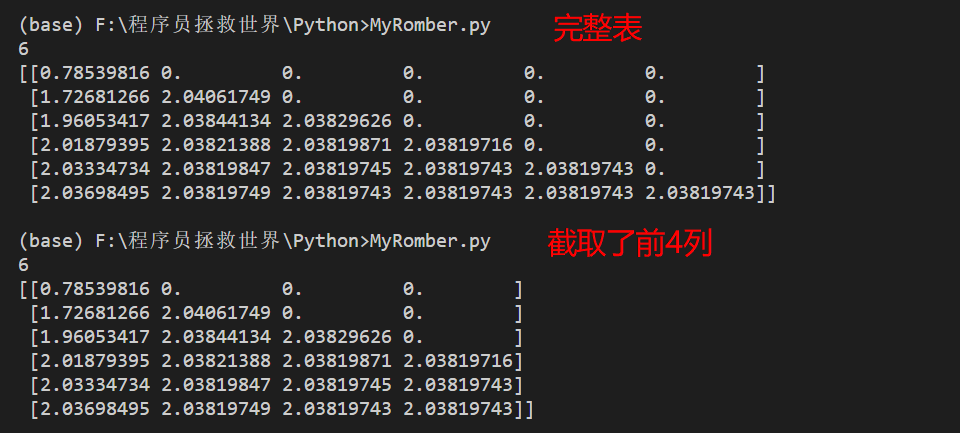 (base) F:\程序员拯救世界\Python>MyRomber.py 完整表
6
[[0.78539816 0. 0. 0. 0. 0. ]
[1.72681266 2.04061749 0. 0. 0. 0. ]
[1.96053417 2.03844134 2.03829626 0. 0. 0. ]
[2.01879395 2.03821388 2.03819871 2.03819716 0. 0. ]
[2.03334734 2.03819847 2.03819745 2.03819743 2.03819743 0. ]
[2.03698495 2.03819749 2.03819743 2.03819743 2.03819743 2.03819743]]
(base) F:\程序员拯救世界\Python>MyRomber.py 截取了前4列
6
[[0.78539816 0. 0. 0. ]
[1.72681266 2.04061749 0. 0. ]
[1.96053417 2.03844134 2.03829626 0. ]
[2.01879395 2.03821388 2.03819871 2.03819716]
[2.03334734 2.03819847 2.03819745 2.03819743]
[2.03698495 2.03819749 2.03819743 2.03819743]]